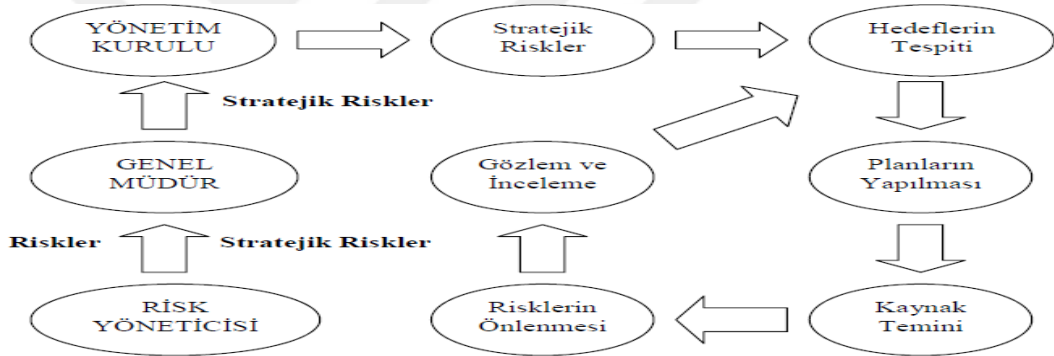 YÖNETİM
KURULU
Stratejik
Riskler
Hedeflerin
Tespiti
Stratejik Riskler
GENEL
MÜDÜR
Gözlem ve
İnceleme
Planların
Yapılması
Riskler
Stratejik Riskler
RİSK
YÖNETİCİSİ
Risklerin
Önlenmesi
Kaynak
Temini